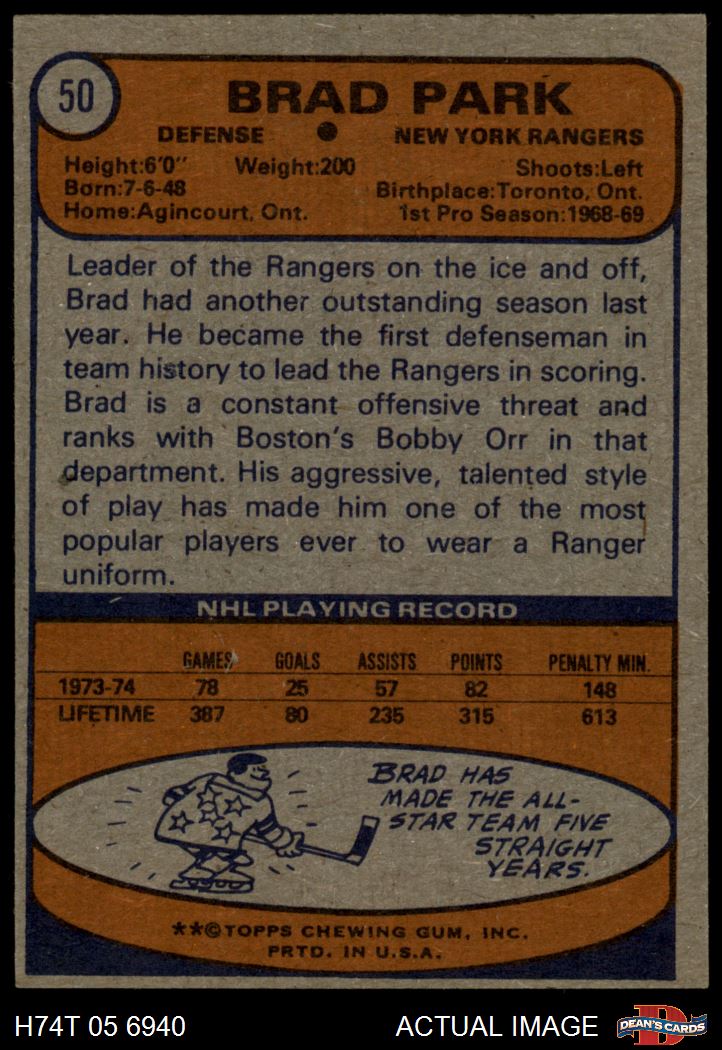 50
BRAD PARK
DEFENSE ● NEW YORK RANGERS
Height:6'0" Weight:200 Shoots:Left
Born:7-6-48 Birthplace:Toronto, Ont.
Home:Agincourt, Ont. 1st Pro Season:1968-69
Leader of the Rangers on the ice and off,
Brad had another outstanding season last
year. He became the first defenseman in
team history to lead the Rangers in scoring.
Brad is a constant offensive threat and
ranks with Boston's Bobby Orr in that
department. His aggressive, talented style
of play has made him one of the most
popular players ever to wear a Ranger
uniform.
NHL PLAYING RECORD
GAMES GOALS ASSISTS POINTS PENALTY MIN.
1973-74 78 25 57 82 148
LIFETIME 387 80 235 315 613
BRAD HAS
MADE THE ALL-
STAR TEAM FIVE
STRAIGHT
YEARS.
**©TOPPS CHEWING GUM, INC.
PRTD. IN U.S.A.
H74T 05 6940 ACTUAL IMAGE D DEAN'S CARDS